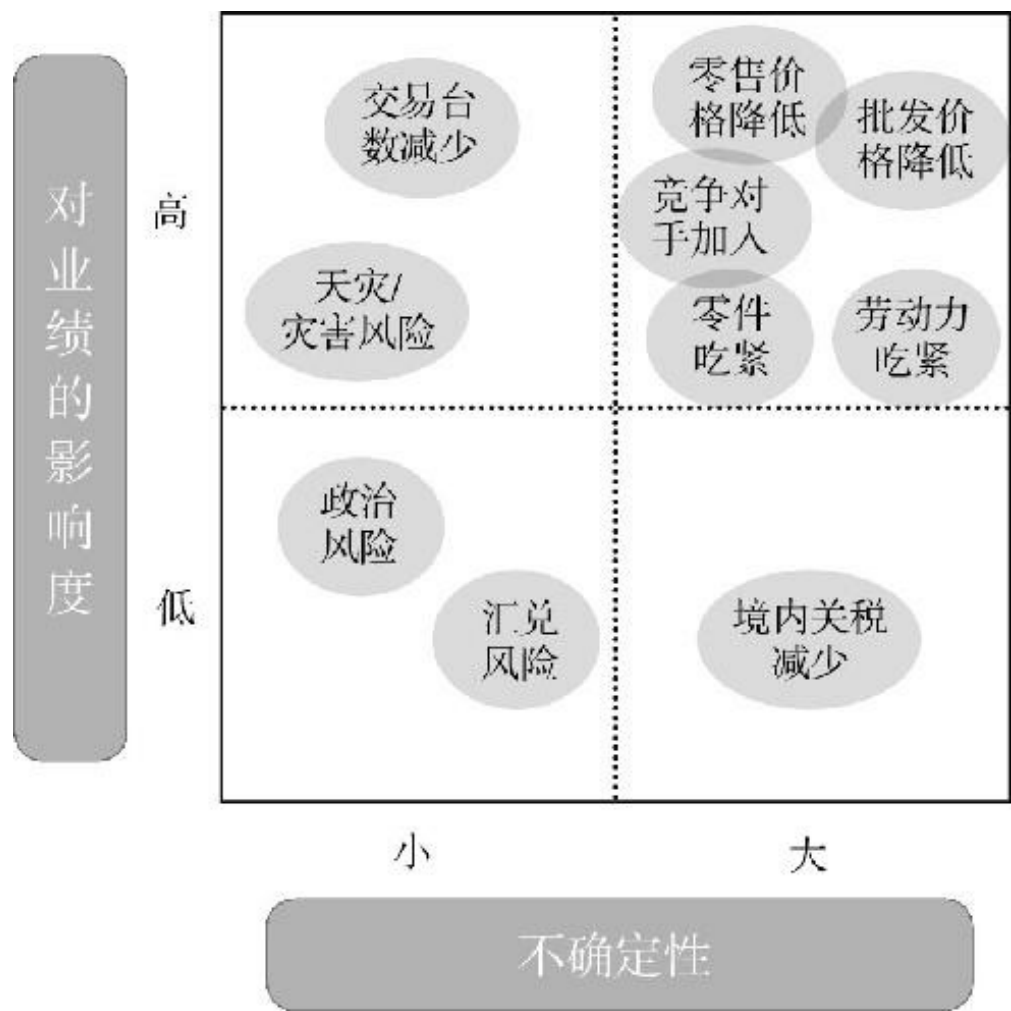 对业绩的影响度
高
低
交易台
数减少
零售价
格降低
批发价
格降低
竞争对
手加入
天灾/
灾害风险
零件
吃紧
劳动力
吃紧
政治
风险
汇兑
风险
境内关税
减少
小
大
不确定性